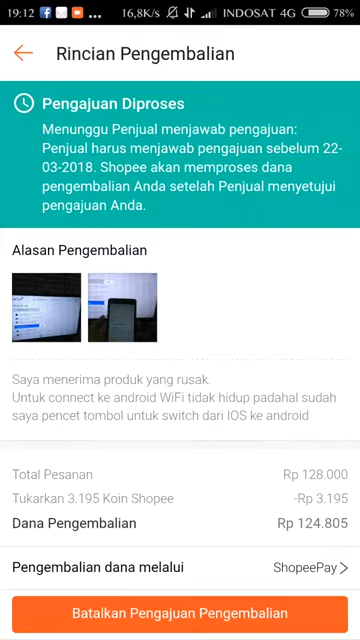 19:12 ... 16,8K/s INDOSAT 4G 78%
Rincian Pengembalian
Pengajuan Diproses
Menunggu Penjual menjawab pengajuan:
Penjual harus menjawab pengajuan sebelum 22-
03-2018. Shopee akan memproses dana
pengembalian Anda setelah Penjual menyetujui
pengajuan Anda.
Alasan Pengembalian
Saya menerima produk yang rusak.
Untuk connect ke android WiFi tidak hidup padahal sudah
saya pencet tombol untuk switch dari IOS ke android
Total Pesanan Rp 128.000
Tukarkan 3.195 Koin Shopee -Rp 3.195
Dana Pengembalian Rp 124.805
Pengembalian dana melalui ShopeePay
Batalkan Pengajuan Pengembalian